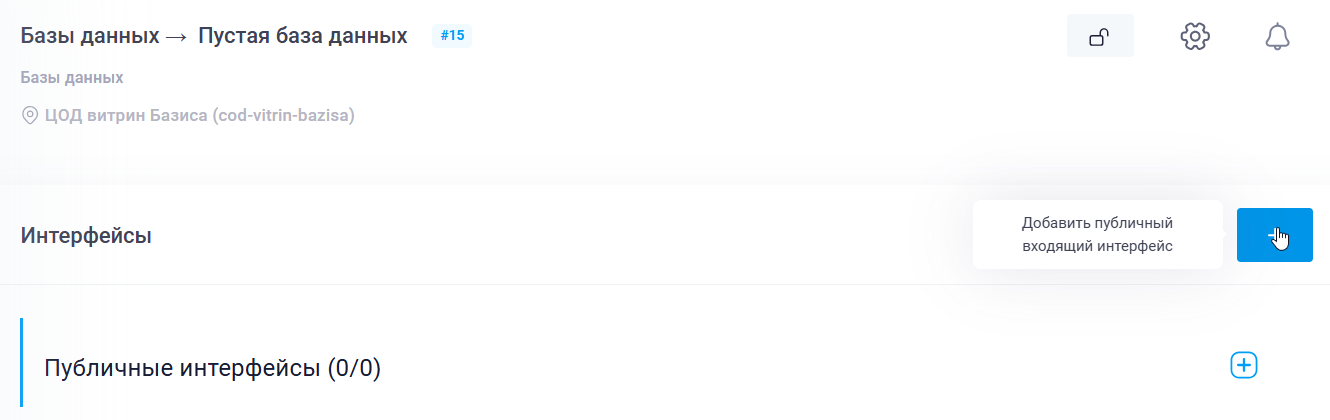 Базы данных → Пустая база данных #15
Базы данных
ЦОД витрин Базиса (cod-vitrin-bazisa)
Интерфейсы
Добавить публичный
входящий интерфейс
Публичные интерфейсы (0/0)